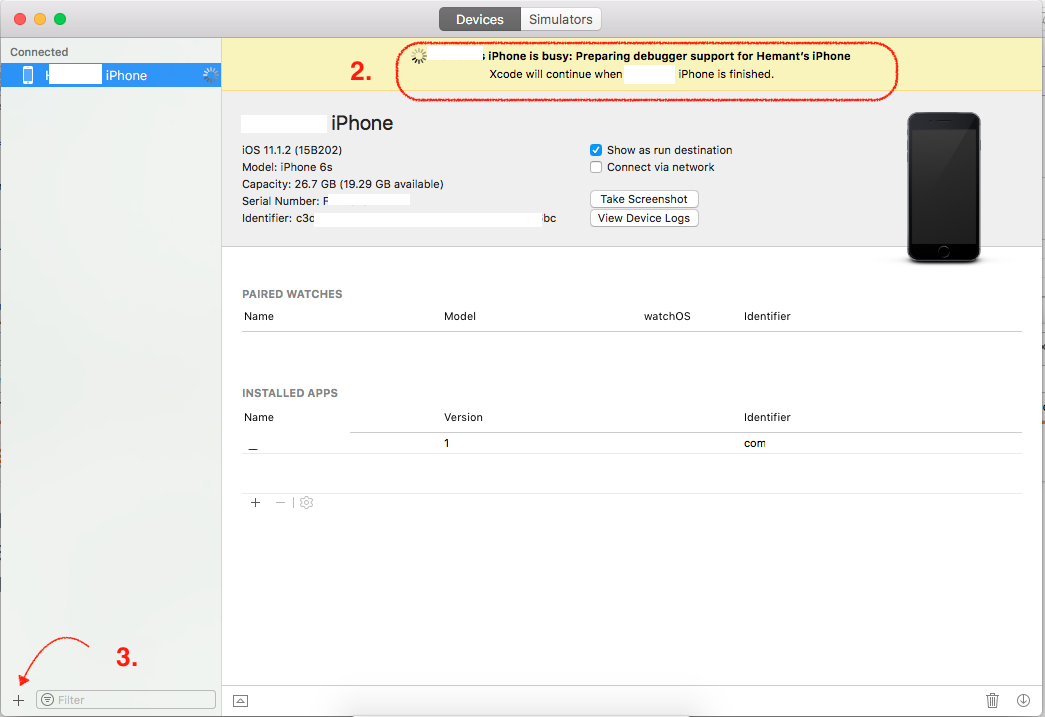 Devices
Simulators
Connected
iPhone
2.
s iPhone is busy: Preparing debugger support for Hemant's iPhone
Xcode will continue when iPhone is finished.
iPhone
iOS 11.1.2 (15B202)
Model: iPhone 6s
Capacity: 26.7 GB (19.29 GB available)
Serial Number: F
Identifier: c3c bc
Show as run destination
Connect via network
Take Screenshot
View Device Logs
PAIRED WATCHES
Name Model watchOS Identifier
INSTALLED APPS
Name Version Identifier
1 com
3.
Filter